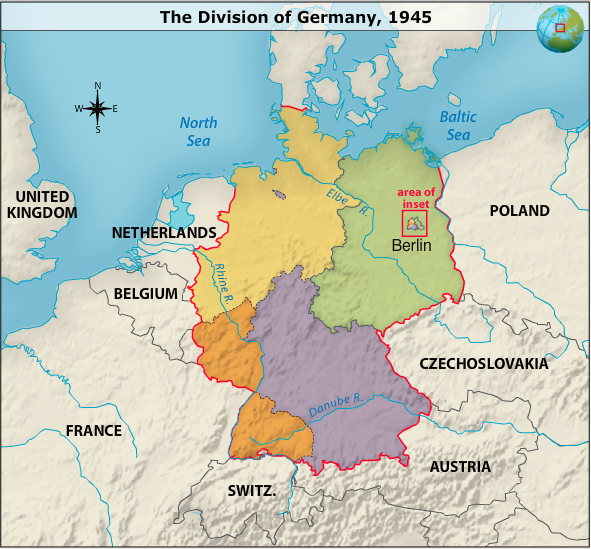 The Division of Germany, 1945
N
W
E
S
North
Sea
Baltic
Sea
UNITED
KINGDOM
NETHERLANDS
BELGIUM
FRANCE
SWITZ.
AUSTRIA
CZECHOSLOVAKIA
POLAND
area of
inset
Berlin
Elbe R.
Rhine R.
Danube R.